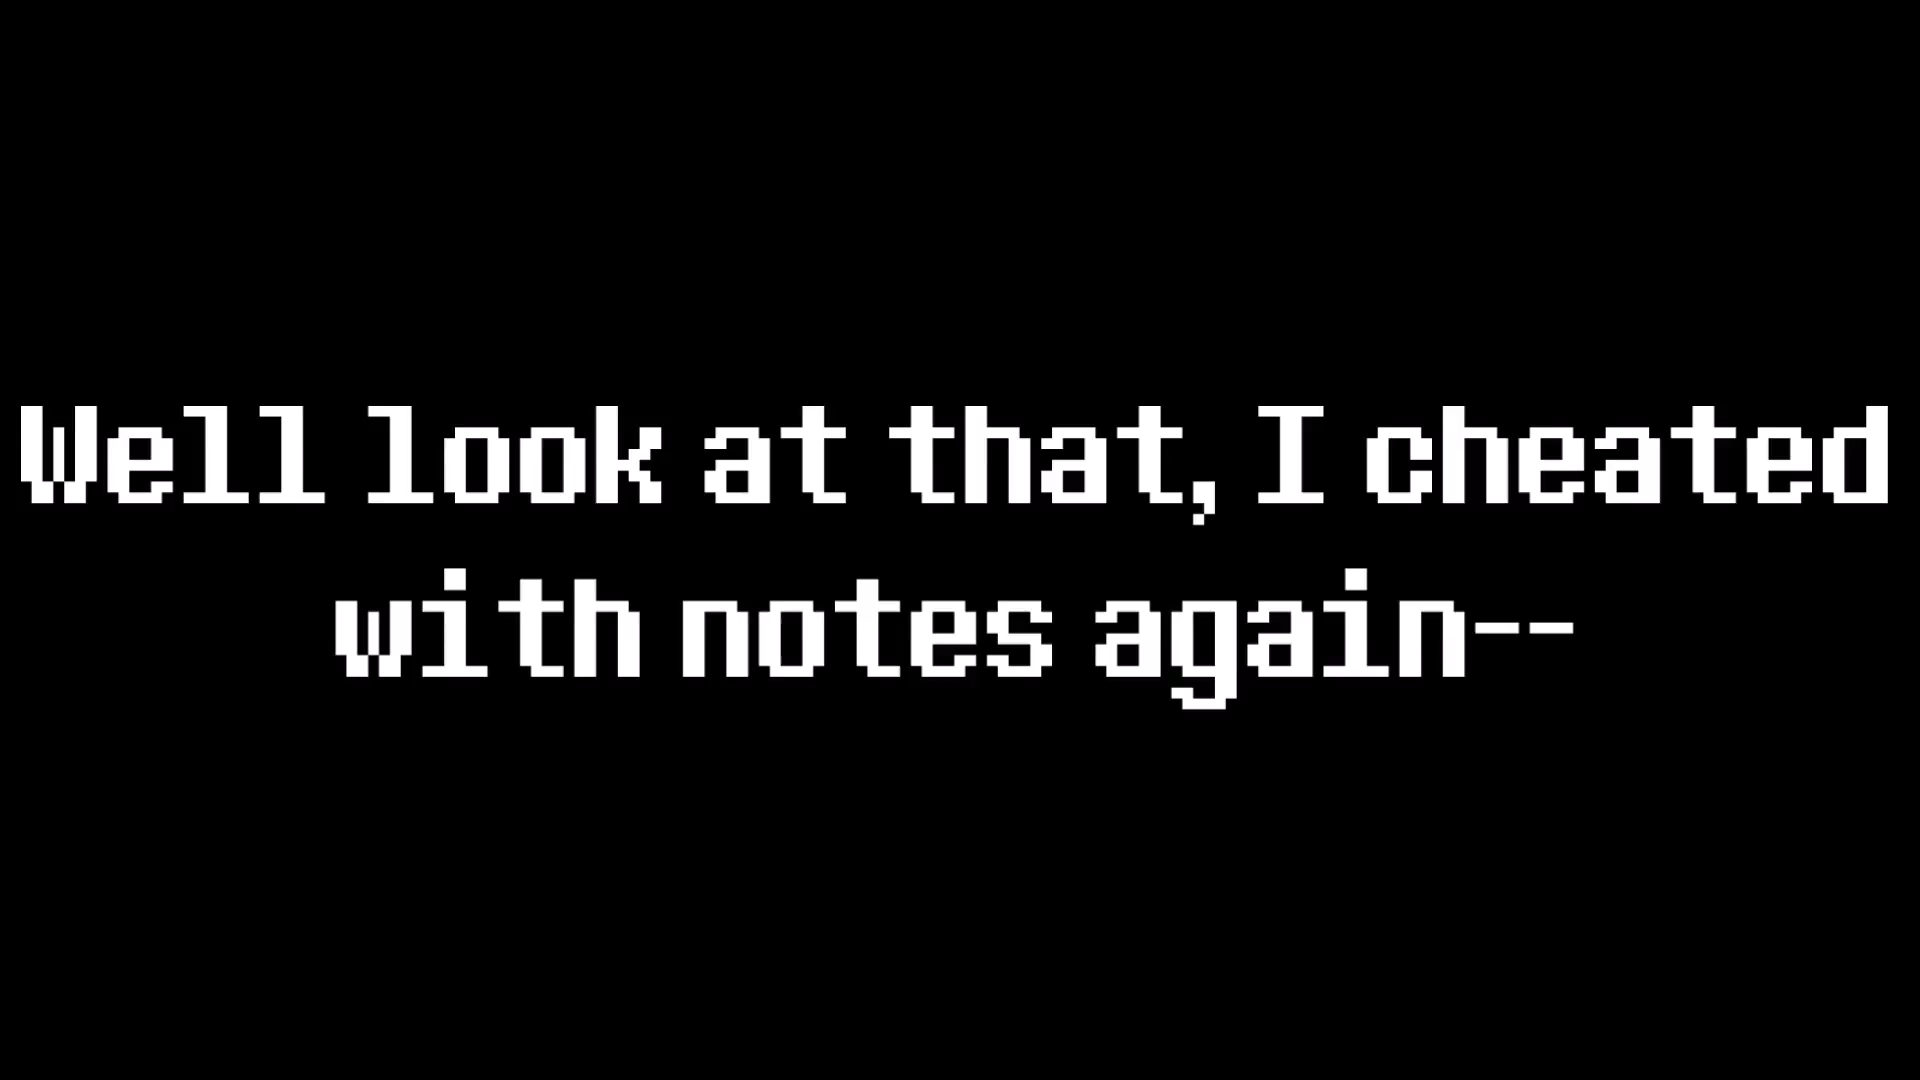 Well look at that, I cheated
with notes again--